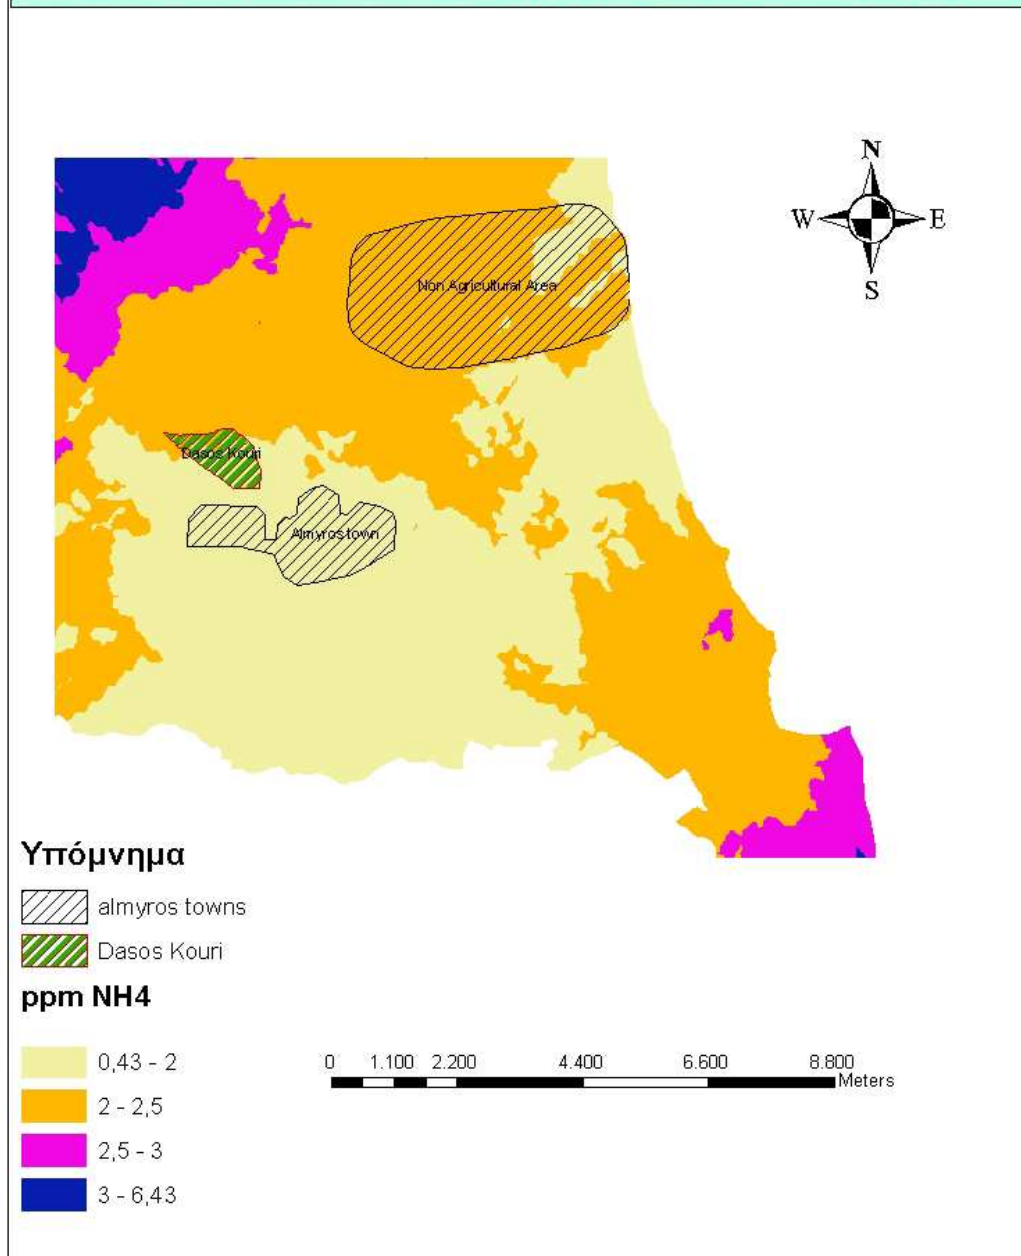 N
W E
S
Non Agricultural Area
Dasos Kouri
Almyros town
Υπόμνημα
almyros towns
Dasos Kouri
ppm NH4
0,43 - 2
2 - 2,5
2,5 - 3
3 - 6,43
0 1.100 2.200 4.400 6.600 8.800
Meters